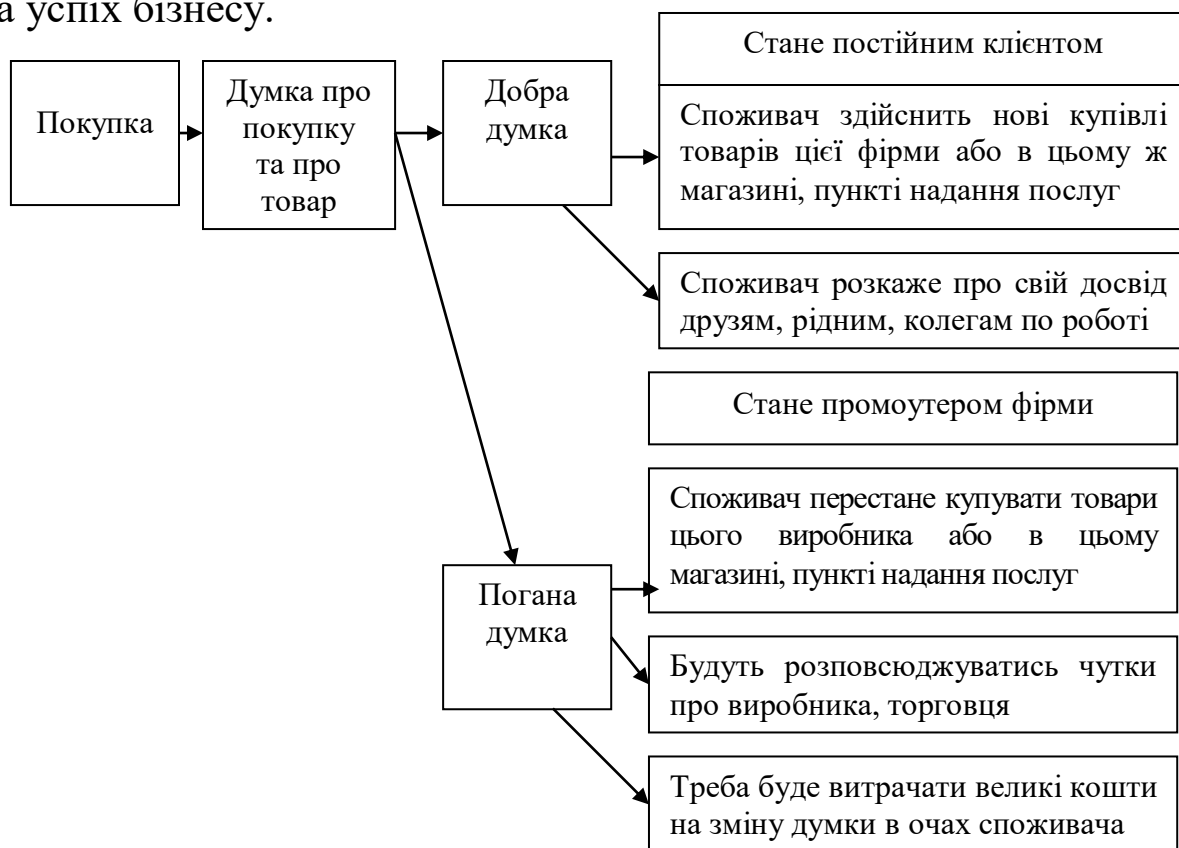 а успіх бізнесу.
Покупка
Думка про
покупку
та про
товар
Добра
думка
Стане постійним клієнтом
Споживач здійснить нові купівлі
товарів цієї фірми або в цьому ж
магазині, пункті надання послуг
Споживач розкаже про свій досвід
друзям, рідним, колегам по роботі
Стане промоутером фірми
Погана
думка
Споживач перестане купувати товари
цього виробника або в цьому
магазині, пункті надання послуг
Будуть розповсюджуватись чутки
про виробника, торговця
Треба буде витрачати великі кошти
на зміну думки в очах споживача